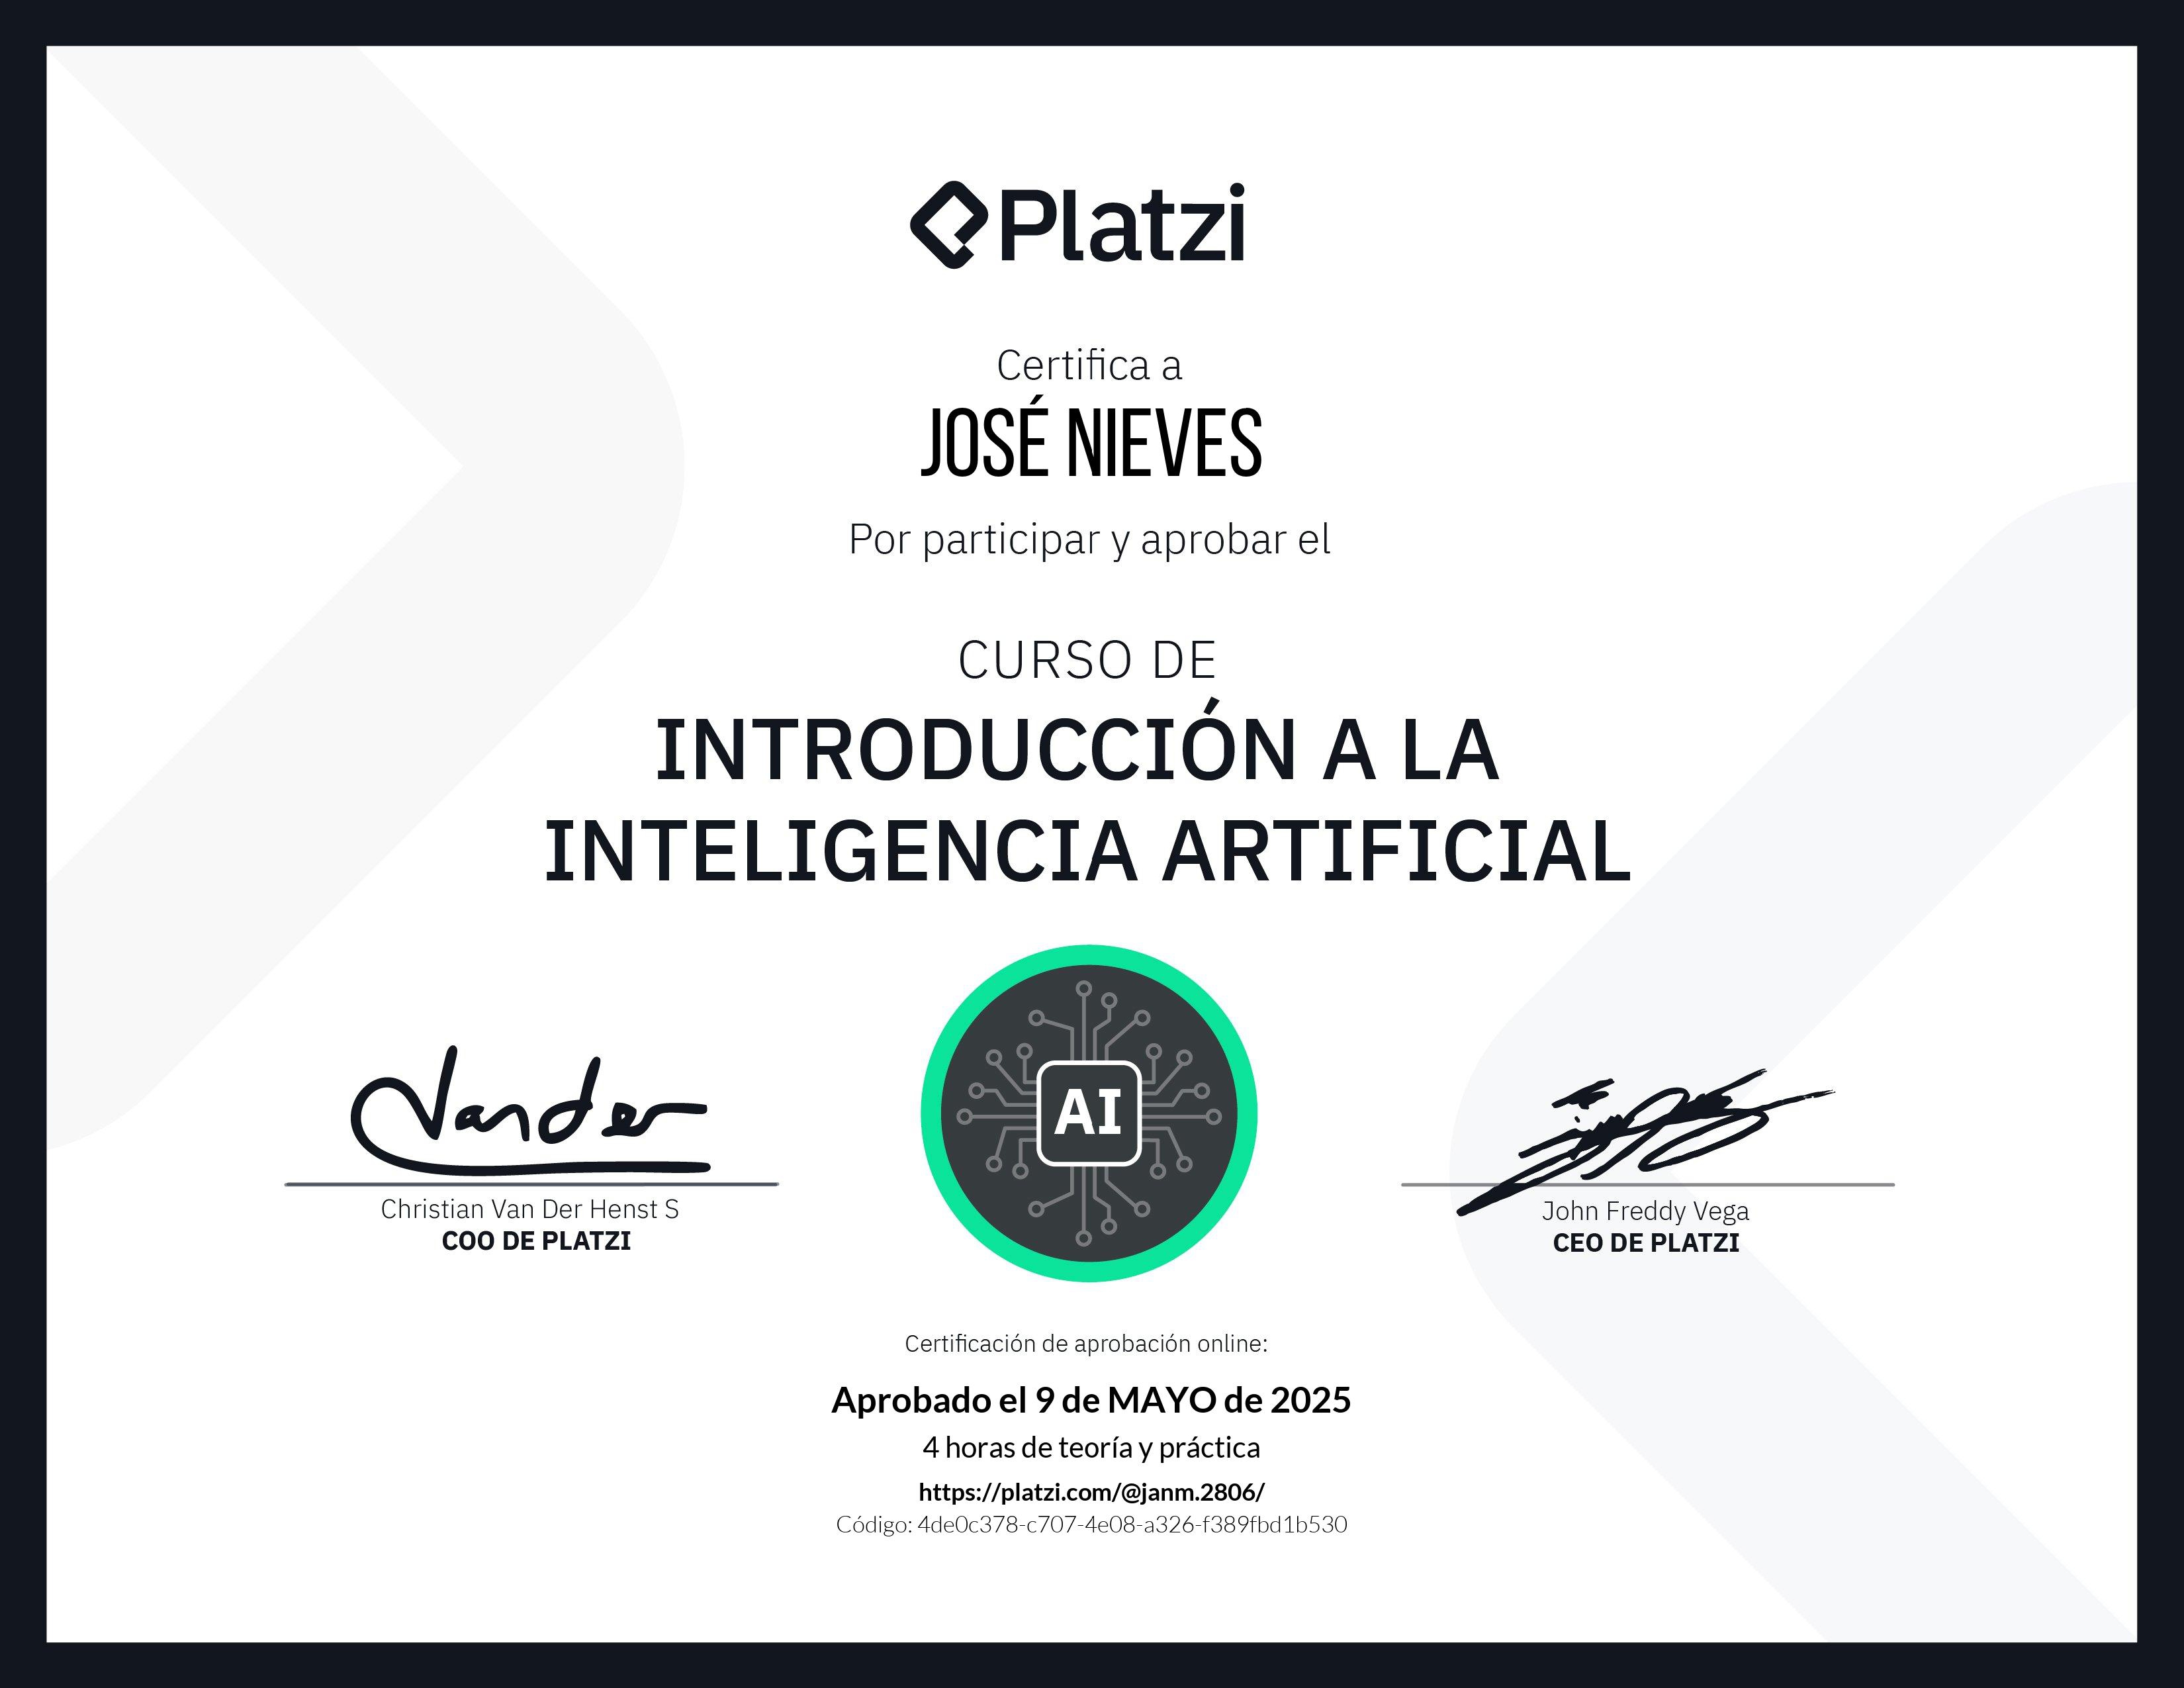 Platzi
Certifica a
JOSÉ NIEVES
Por participar y aprobar el
CURSO DE
INTRODUCCIÓN A LA
INTELIGENCIA ARTIFICIAL
AI
Vander
Christian Van Der Henst S
COO DE PLATZI
John Freddy Vega
CEO DE PLATZI
Certificación de aprobación online:
Aprobado el 9 de MAYO de 2025
4 horas de teoría y práctica
https://platzi.com/@janm.2806/
Código: 4de0c378-c707-4e08-a326-f389fbd1b530